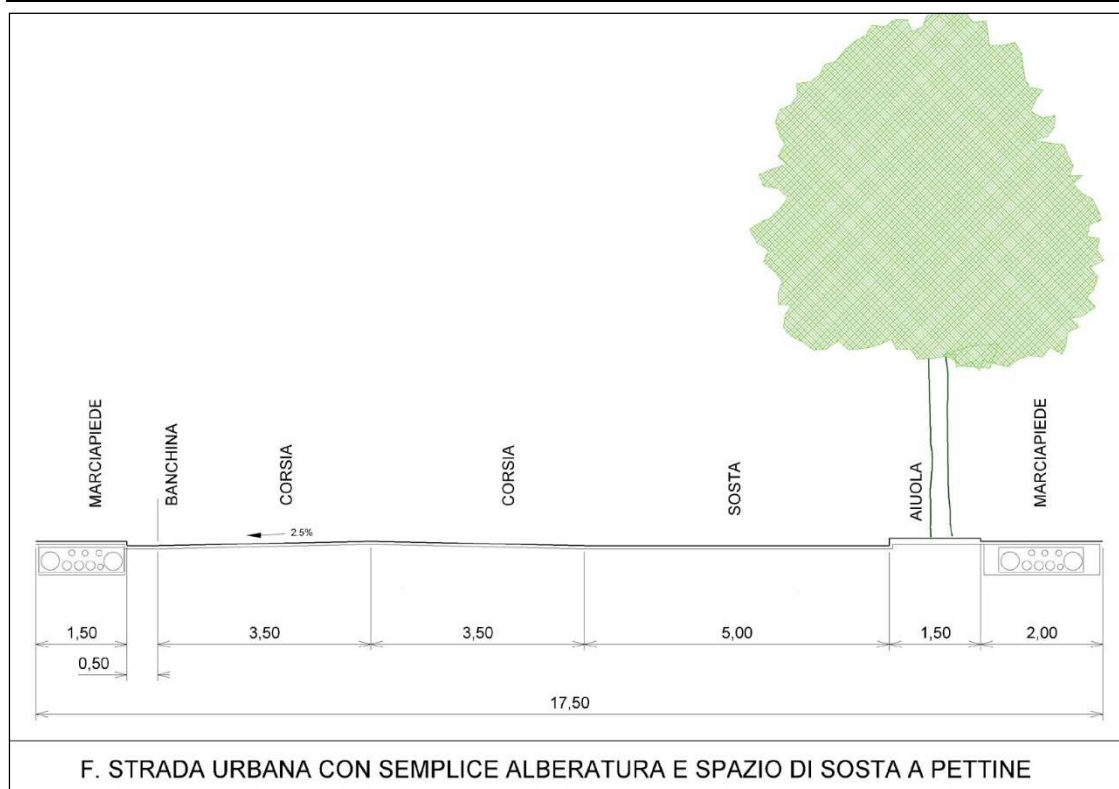 MARCIAPIEDE
BANCHINA
CORSIA
CORSIA
SOSTA
AIUOLA
MARCIAPIEDE
2.5%
1,50
3,50
3,50
5,00
1,50
2,00
0,50
17,50
F. STRADA URBANA CON SEMPLICE ALBERATURA E SPAZIO DI SOSTA A PETTINE